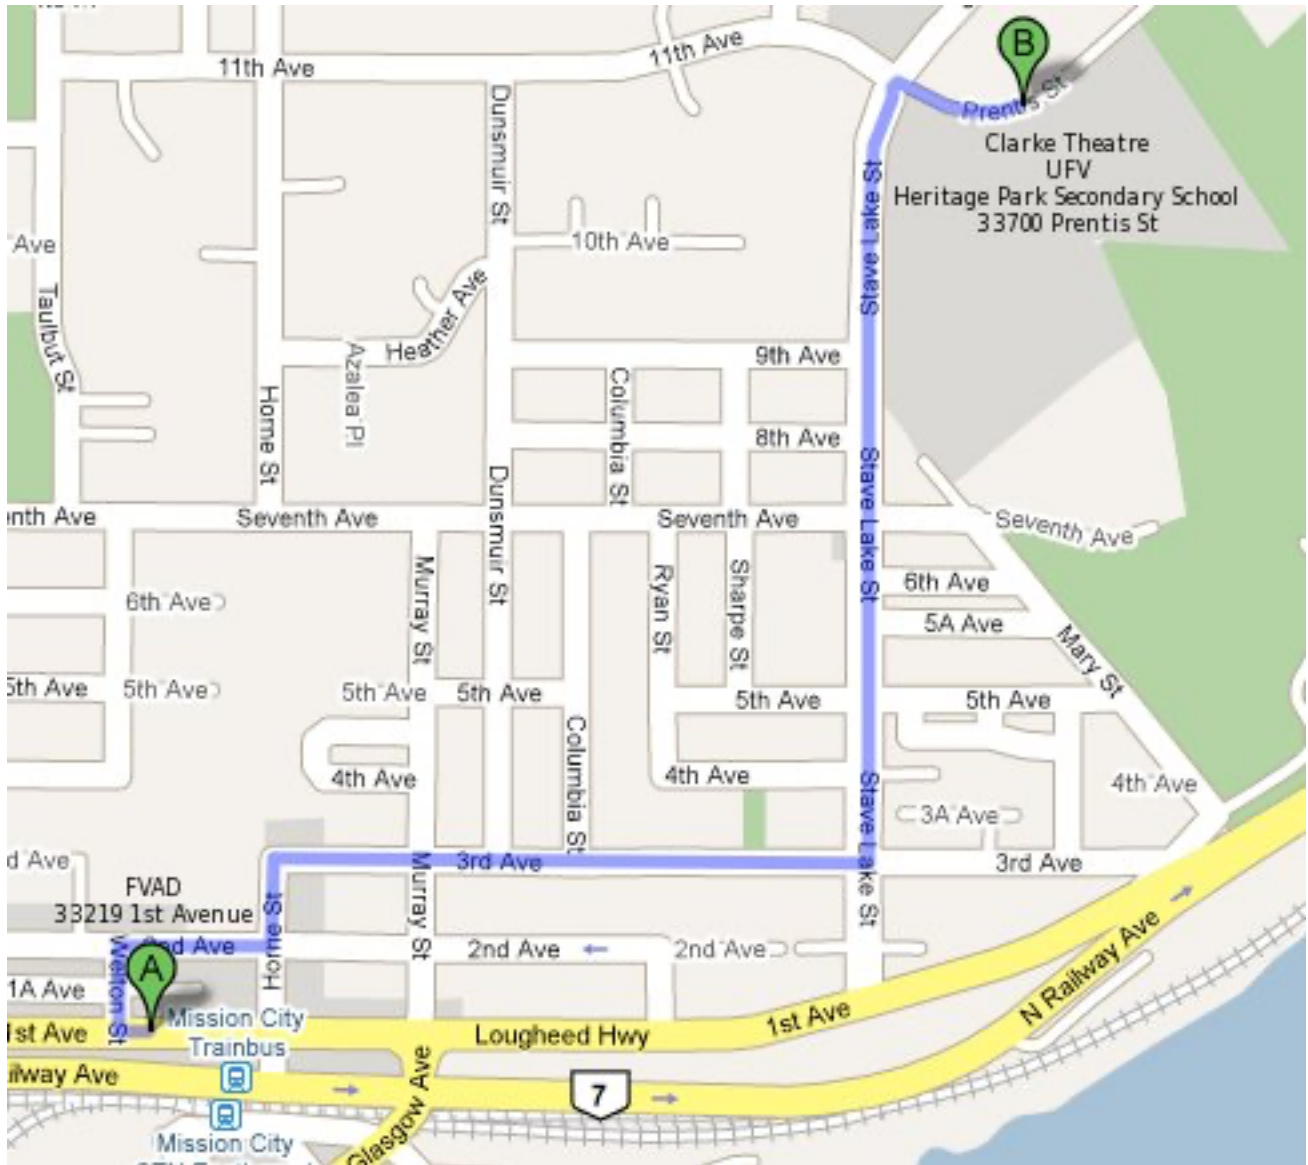 11th Ave
11th Ave
B
Prentis St
Clarke Theatre
UFV
Heritage Park Secondary School
33700 Prentis St
Dunsmuir St
Stave Lake St
Ave
10th Ave
Taulbut St
Heather Ave
Azalea Pl
9th Ave
Home St
Columbia St
8th Ave
Stave Lake St
Dunsmuir St
nth Ave
Seventh Ave
Seventh Ave
Seventh Ave
Murray St
Ryan St
Sharpe St
6th Ave
6th Ave
5A Ave
Mary St
5th Ave
5th Ave
5th Ave
5th Ave
5th Ave
5th Ave
Columbia St
4th Ave
4th Ave
4th Ave
Stave Lake St
3A Ave
d Ave
3rd Ave
3rd Ave
FVAD
33219 1st Avenue
Murray St
Home St
Welton St
2nd Ave
2nd Ave
2nd Ave
A
1A Ave
N Railway Ave
Mission City
Trainbus
1st Ave
Lougheed Hwy
1st Ave
ilway Ave
7
Glasgow Ave
Mission City